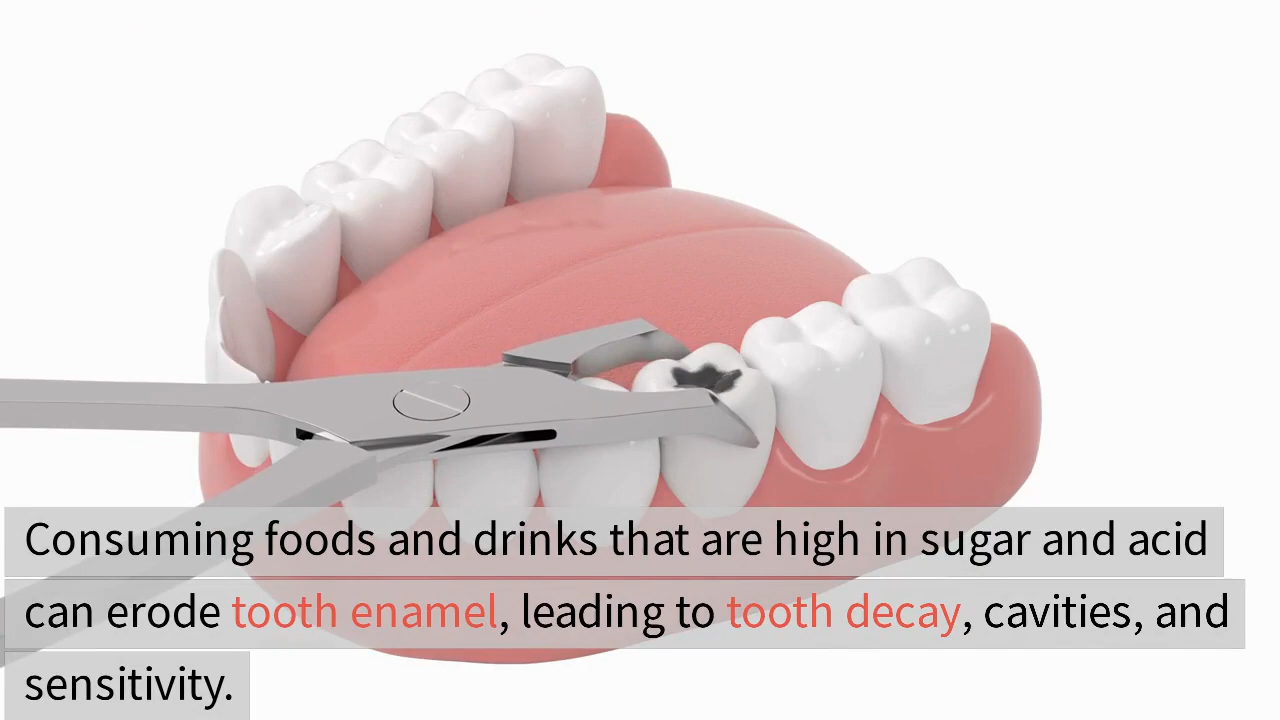 Consuming foods and drinks that are high in sugar and acid
can erode tooth enamel, leading to tooth decay, cavities, and
sensitivity.